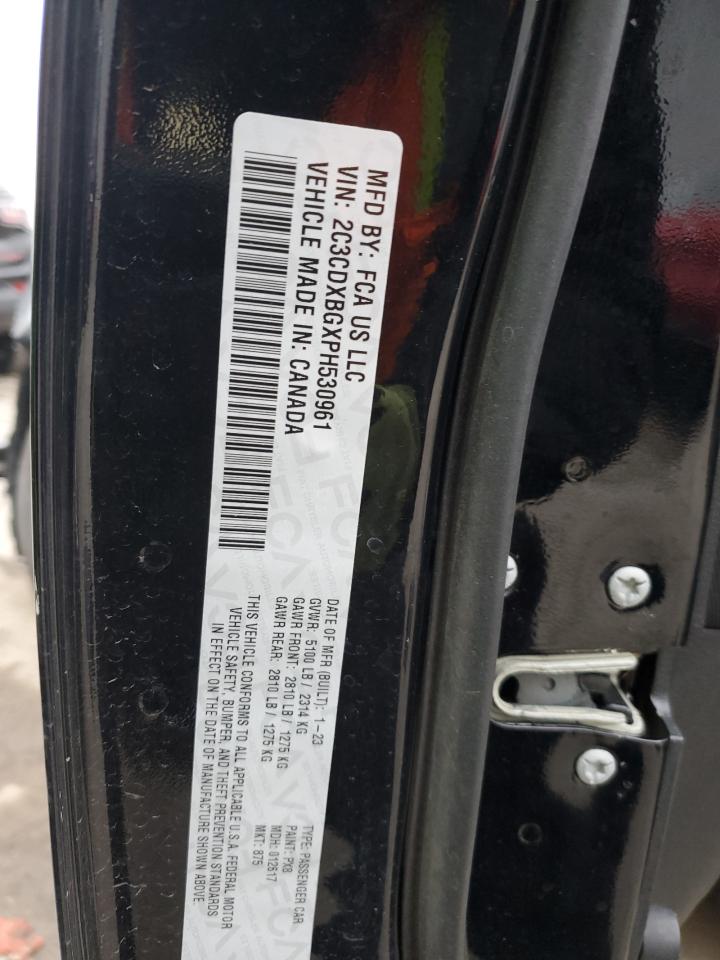 MFD BY: FCA US LLC
VIN: 2C3CDXBGXPH530961
VEHICLE MADE IN: CANADA
DATE OF MFR (BUILT): 1-23
GVWR: 5100 LB / 2314 KG
GAWR FRONT: 2810 LB / 1275 KG
GAWR REAR: 2810 LB / 1275 KG
TYPE: PASSENGER CAR
PAINT: PX8
MDH: 012617
MKT: 875
THIS VEHICLE CONFORMS TO ALL APPLICABLE U.S.A. FEDERAL MOTOR
VEHICLE SAFETY, BUMPER, AND THEFT PREVENTION STANDARDS
IN EFFECT ON THE DATE OF MANUFACTURE SHOWN ABOVE.